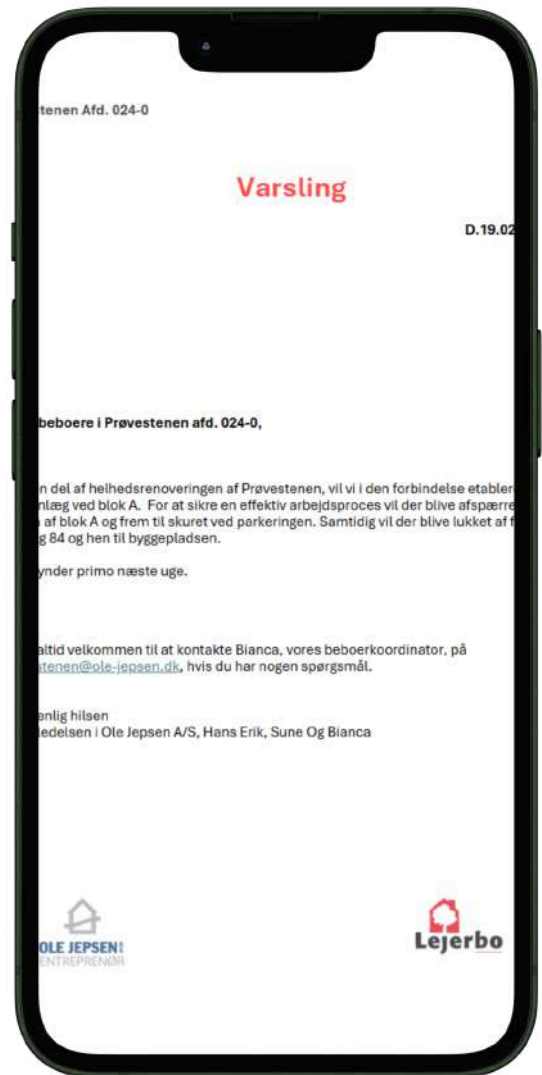 tenen Afd. 024-0
Varsling
D.19.02
beboere i Prøvestenen afd. 024-0,
n del af helhedsrenoveringen af Prøvestenen, vil vi i den forbindelse etabler
nlæg ved blok A. For at sikre en effektiv arbejdsproces vil der blive afspærre
af blok A og frem til skuret ved parkeringen. Samtidig vil der blive lukket af f
g 84 og hen til byggepladsen.
ynder primo næste uge.
altid velkommen til at kontakte Bianca, vores beboerkoordinator, på
stenen@ole-jepsen.dk, hvis du har nogen spørgsmål.
enlig hilsen
ledelsen i Ole Jepsen A/S, Hans Erik, Sune Og Bianca
OLE JEPSEN
ENTREPRENØR
Lejerbo